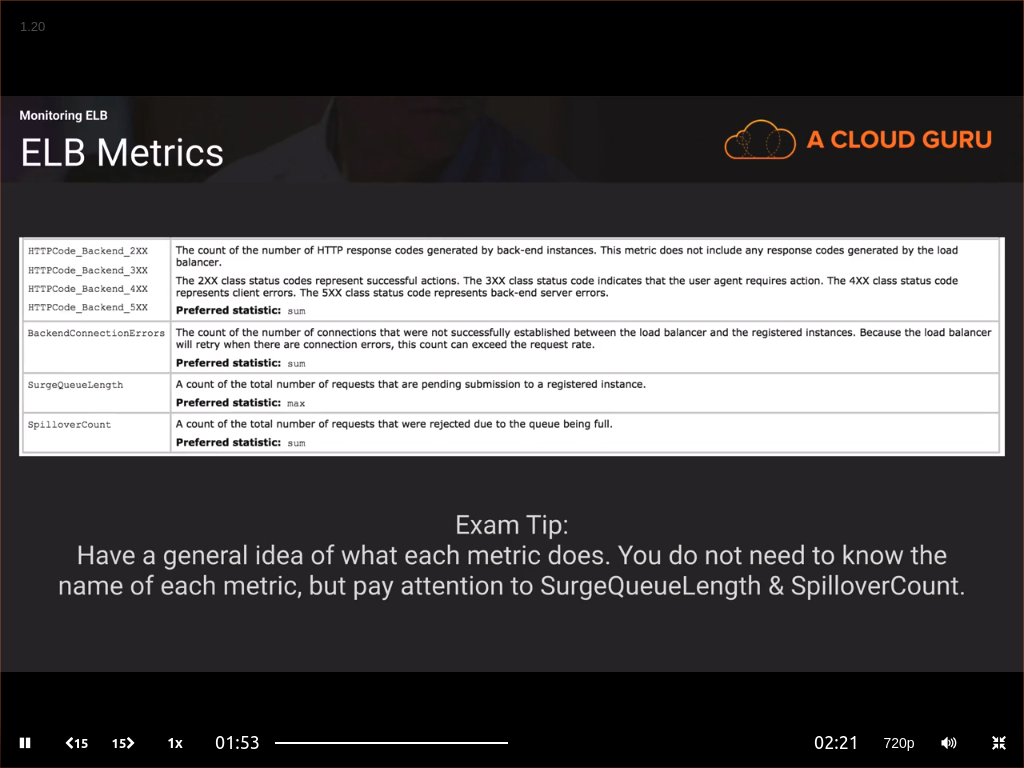 1.20
Monitoring ELB
ELB Metrics
A CLOUD GURU
HTTPCode_Backend_2XX
HTTPCode_Backend_3XX
HTTPCode_Backend_4XX
HTTPCode_Backend_5XX
The count of the number of HTTP response codes generated by back-end instances. This metric does not include any response codes generated by the load
balancer.
The 2XX class status codes represent successful actions. The 3XX class status code indicates that the user agent requires action. The 4XX class status code
represents client errors. The 5XX class status code represents back-end server errors.
Preferred statistic: sum
BackendConnectionErrors
The count of the number of connections that were not successfully established between the load balancer and the registered instances. Because the load balancer
will retry when there are connection errors, this count can exceed the request rate.
Preferred statistic: sum
SurgeQueueLength
A count of the total number of requests that are pending submission to a registered instance.
Preferred statistic: max
SpilloverCount
A count of the total number of requests that were rejected due to the queue being full.
Preferred statistic: sum
Exam Tip:
Have a general idea of what each metric does. You do not need to know the
name of each metric, but pay attention to SurgeQueueLength & SpilloverCount.
15 15 1x 01:53 02:21 720p